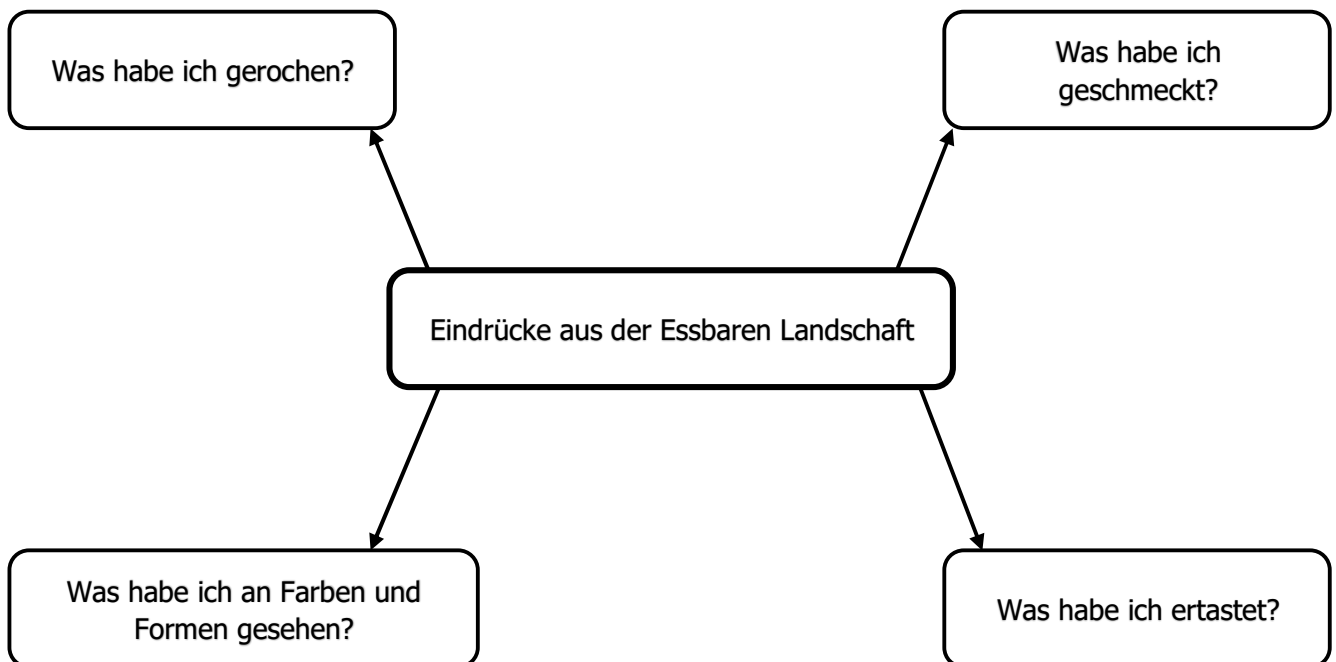 Was habe ich gerochen?
Was habe ich
geschmeckt?
Eindrücke aus der Essbaren Landschaft
Was habe ich an Farben und
Formen gesehen?
Was habe ich ertastet?